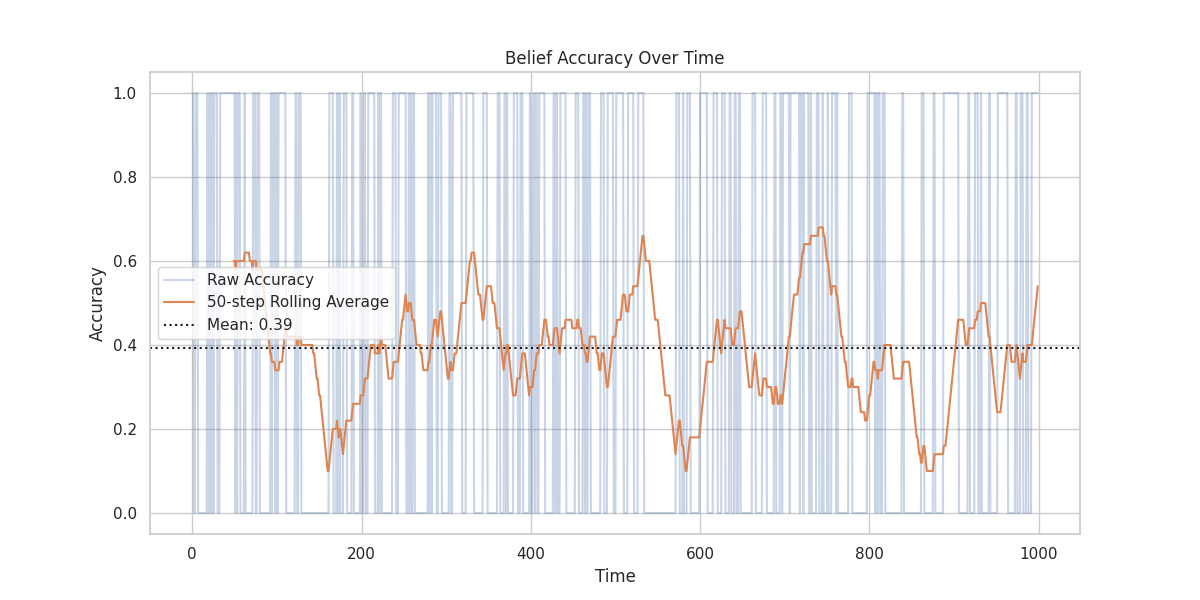 Belief Accuracy Over Time
1.0
0.8
0.6
0.4
0.2
0.0
Accuracy
Raw Accuracy
50-step Rolling Average
Mean: 0.39
0
200
400
600
800
1000
Time